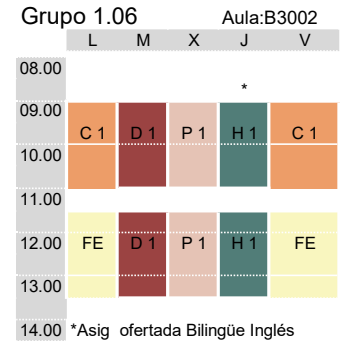 Grupo 1.06 Aula:B3002
L M X J V
08.00
*
09.00
C 1 D 1 P 1 H 1 C 1
10.00
11.00
12.00 FE D 1 P 1 H 1 FE
13.00
14.00 *Asig ofertada Bilingüe Inglés